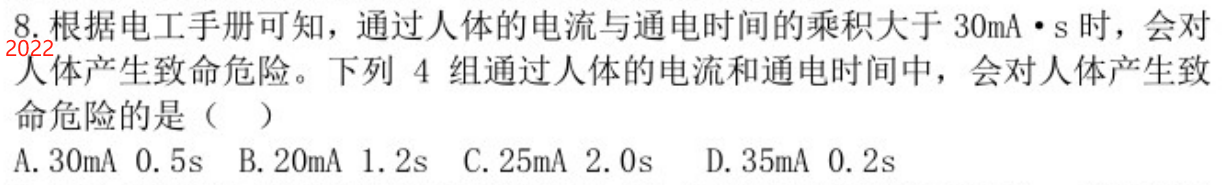 8.根据电工手册可知，通过人体的电流与通电时间的乘积大于 30mA·s 时，会对
2022
人体产生致命危险。下列 4 组通过人体的电流和通电时间中，会对人体产生致
命危险的是（ ）
A.30mA 0.5s B.20mA 1.2s C.25mA 2.0s D.35mA 0.2s